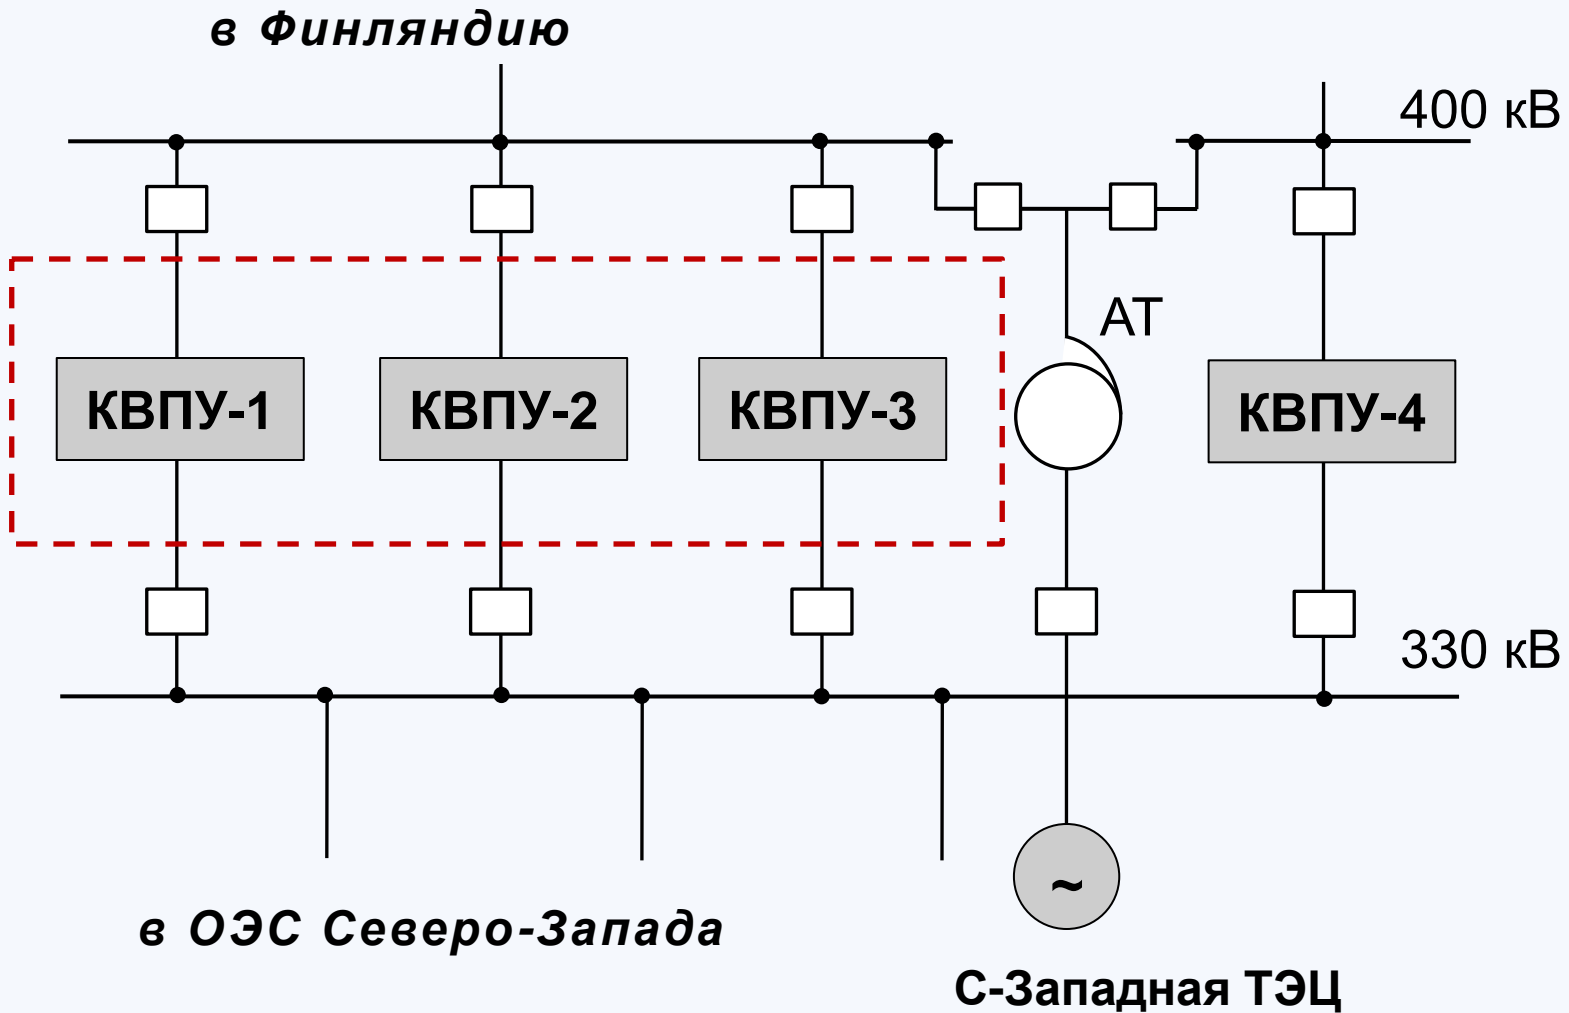 в Финляндию
400 кВ
АТ
КВПУ-1
КВПУ-2
КВПУ-3
КВПУ-4
330 кВ
~
в ОЭС Северо-Запада
С-Западная ТЭЦ